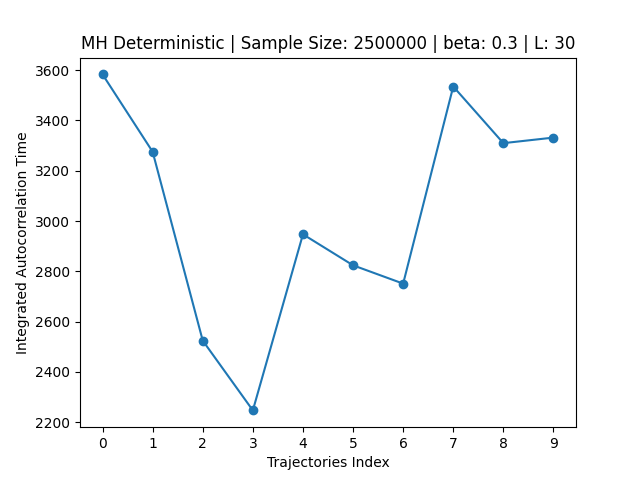 MH Deterministic | Sample Size: 2500000 | beta: 0.3 | L: 30
Integrated Autocorrelation Time
3600
3400
3200
3000
2800
2600
2400
2200
0 1 2 3 4 5 6 7 8 9
Trajectories Index